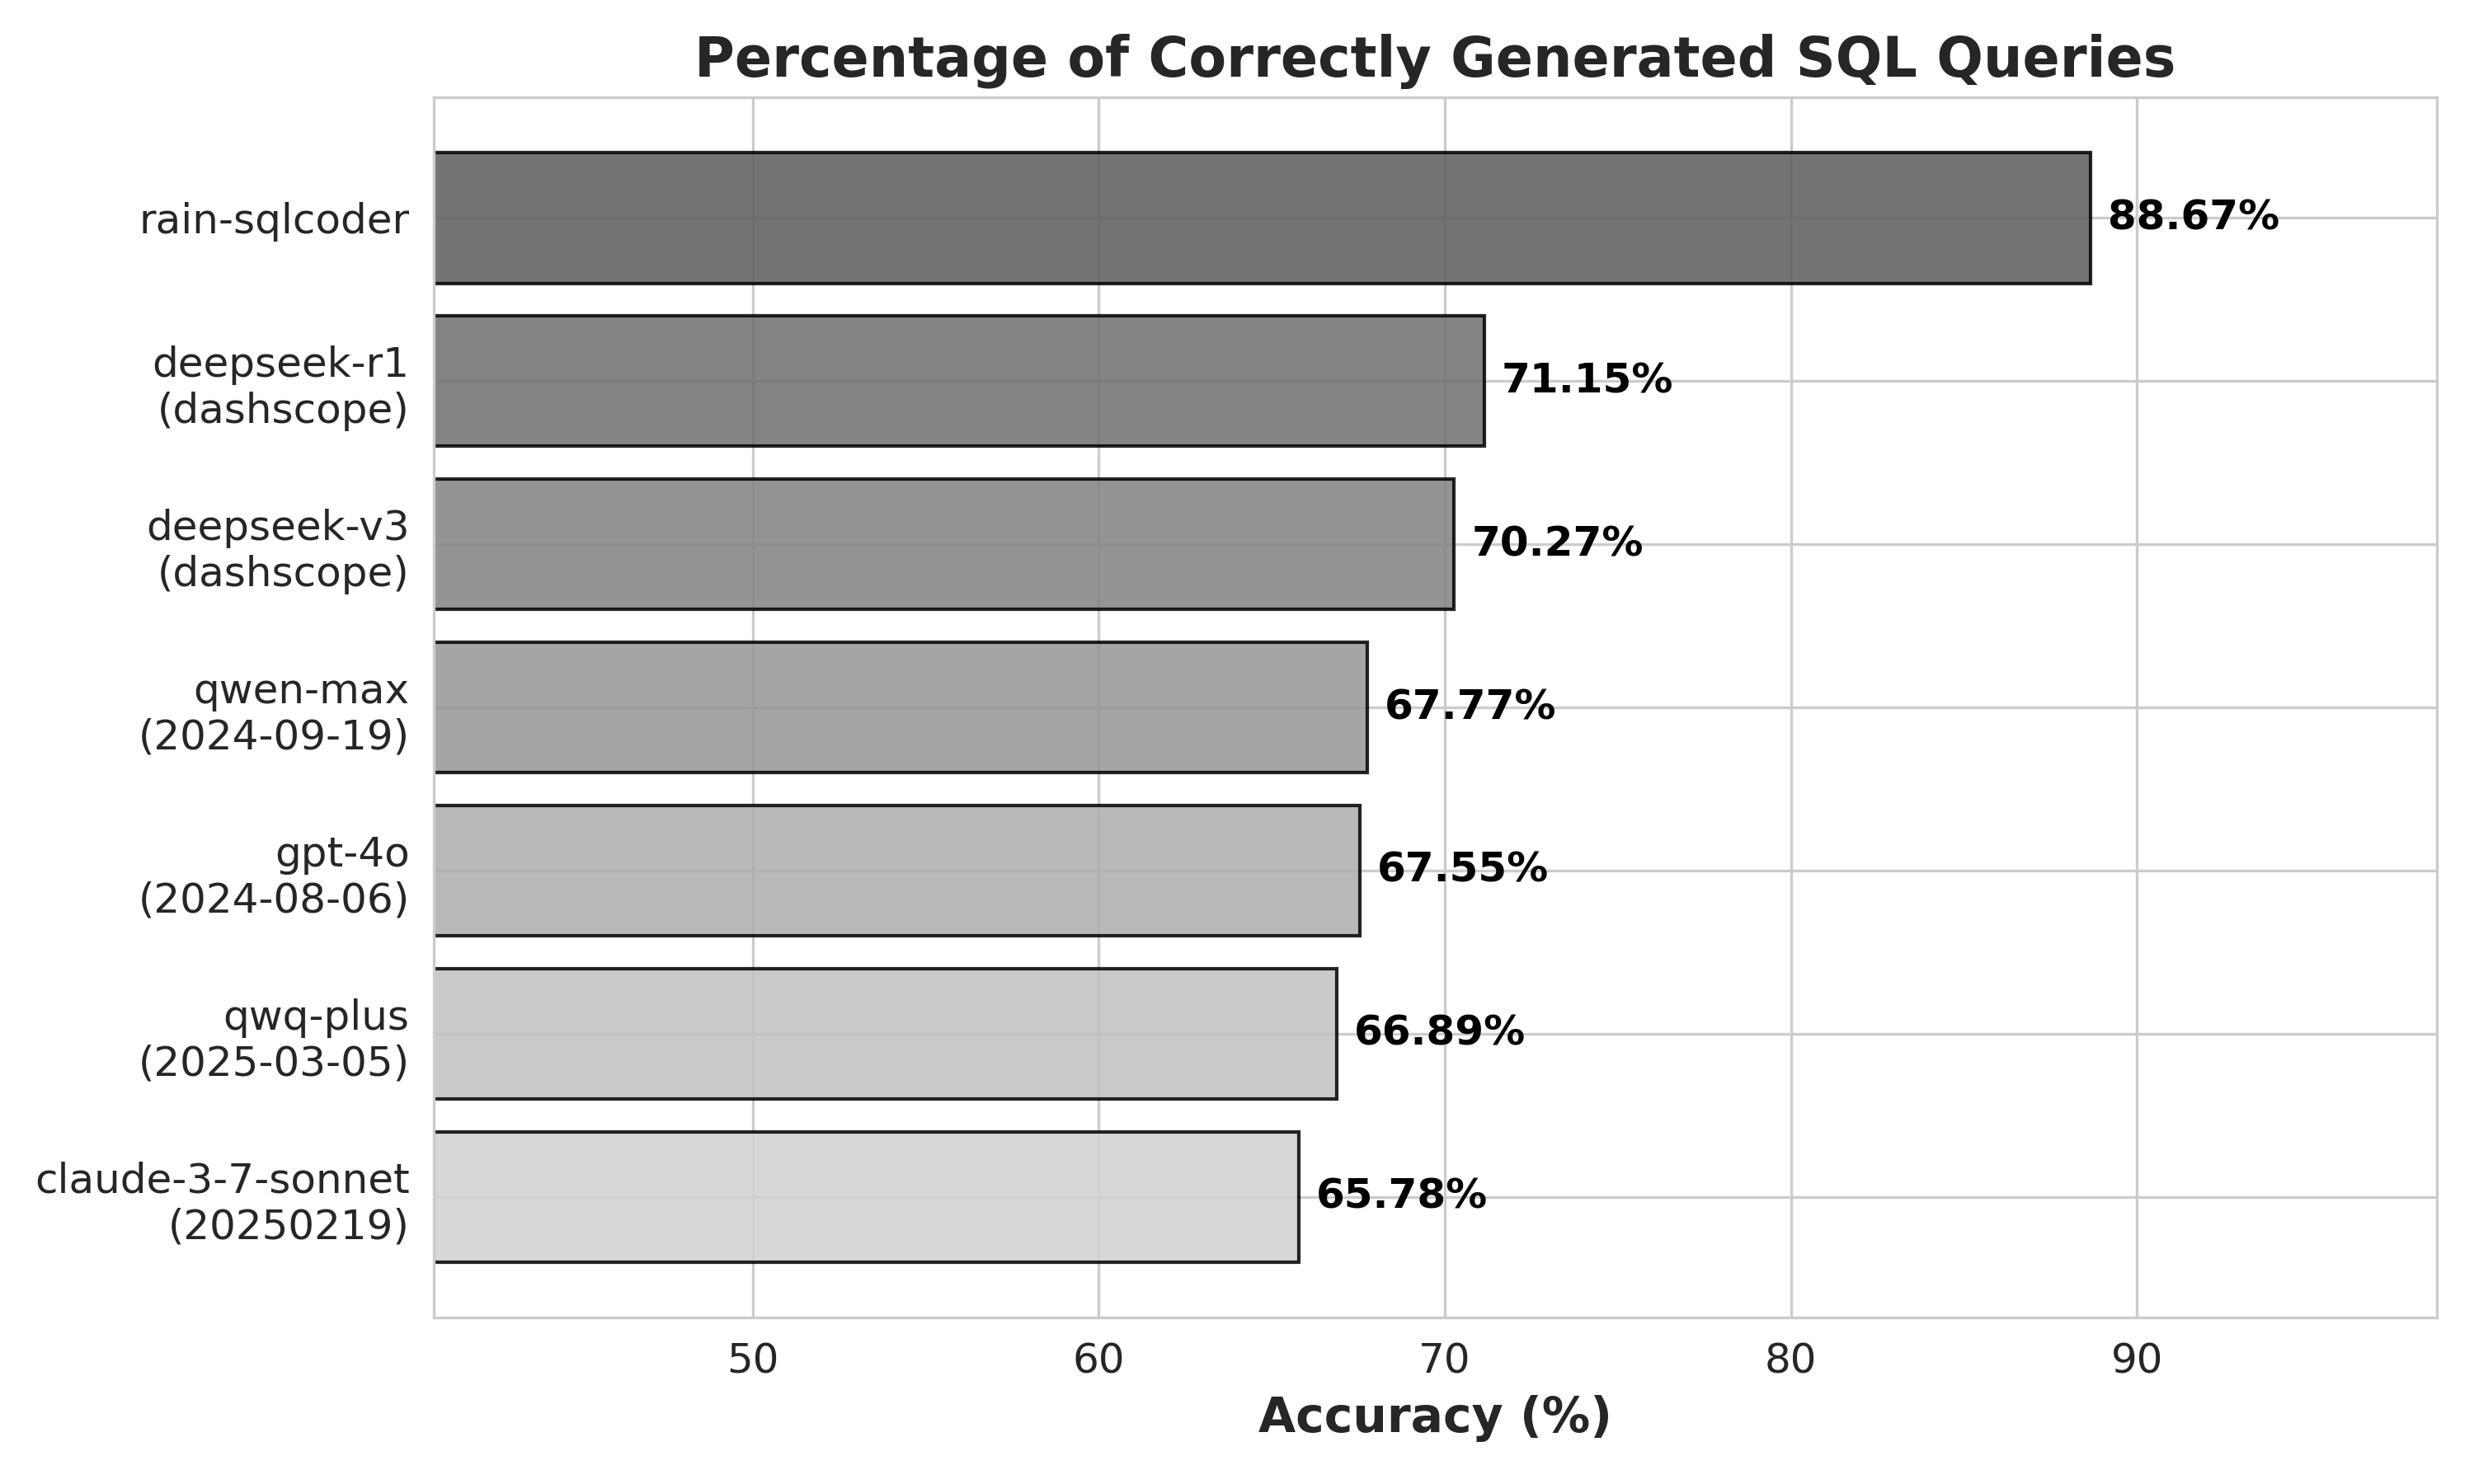 Percentage of Correctly Generated SQL Queries
rain-sqlcoder
88.67%
deepseek-r1
(dashscope)
71.15%
deepseek-v3
(dashscope)
70.27%
qwen-max
(2024-09-19)
67.77%
gpt-4o
(2024-08-06)
67.55%
qwq-plus
(2025-03-05)
66.89%
claude-3-7-sonnet
(20250219)
65.78%
50 60 70 80 90
Accuracy (%)